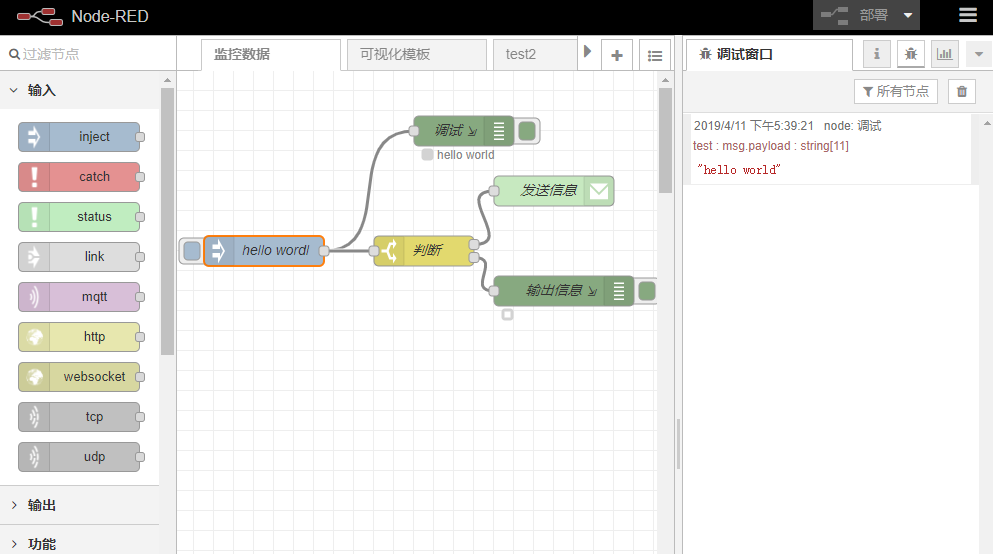 Node-RED
部署
过滤节点
输入
inject
catch
status
link
mqtt
http
websocket
tcp
udp
输出
功能
监控数据
可视化模板
test2
调试
hello world
发送信息
hello word!
判断
输出信息
调试窗口
所有节点
2019/4/11 下午5:39:21 node: 调试
test : msg.payload : string[11]
"hello world"